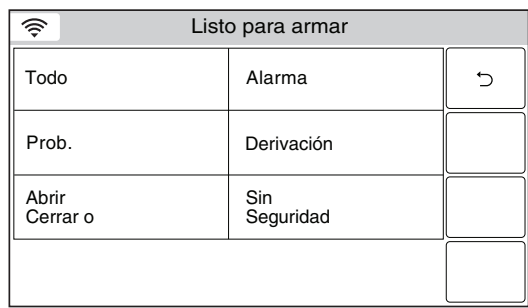 Listo para armar
Todo
Alarma
Prob.
Derivación
Abrir
Cerrar o
Sin
Seguridad